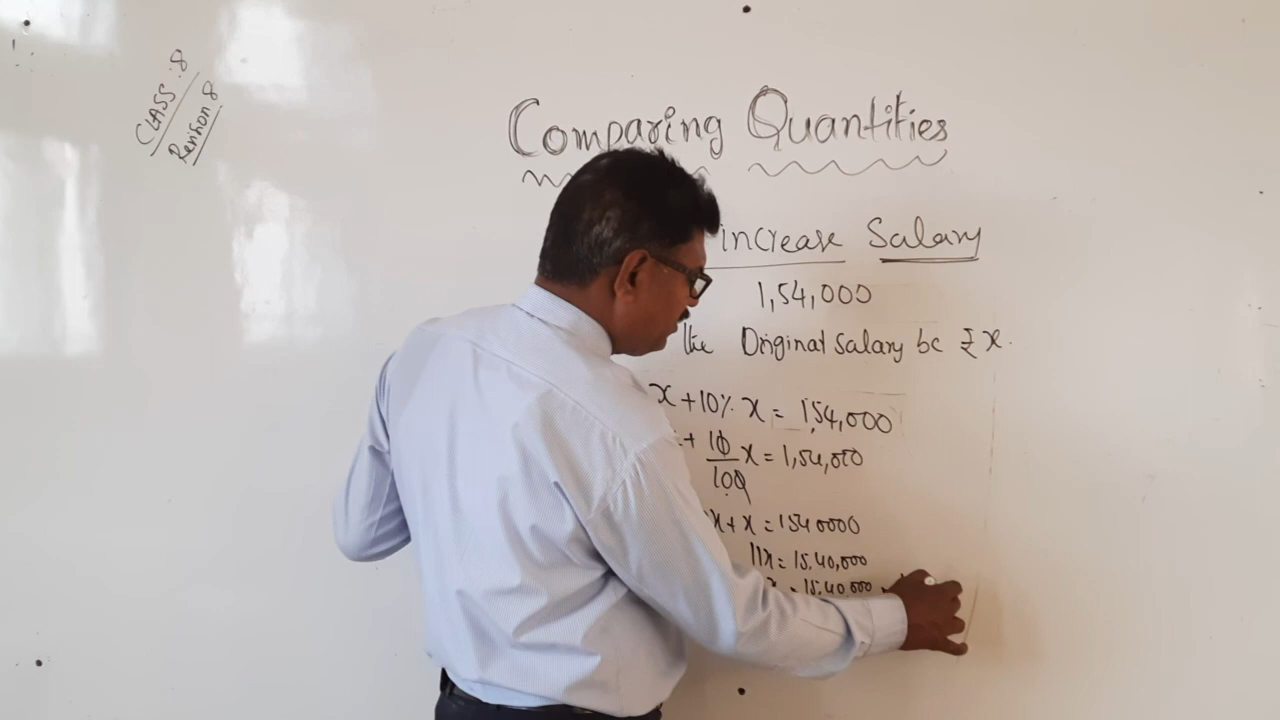 CLASS :8
Revision 8
Comparing Quantities
increase Salary
1,54,000
the Original salary be ₹ x.
x + 10% x = 1,54,000
+ 10/100 x = 1,54,000
x + x = 1540000
11x = 15,40,000
x = 15,40,000